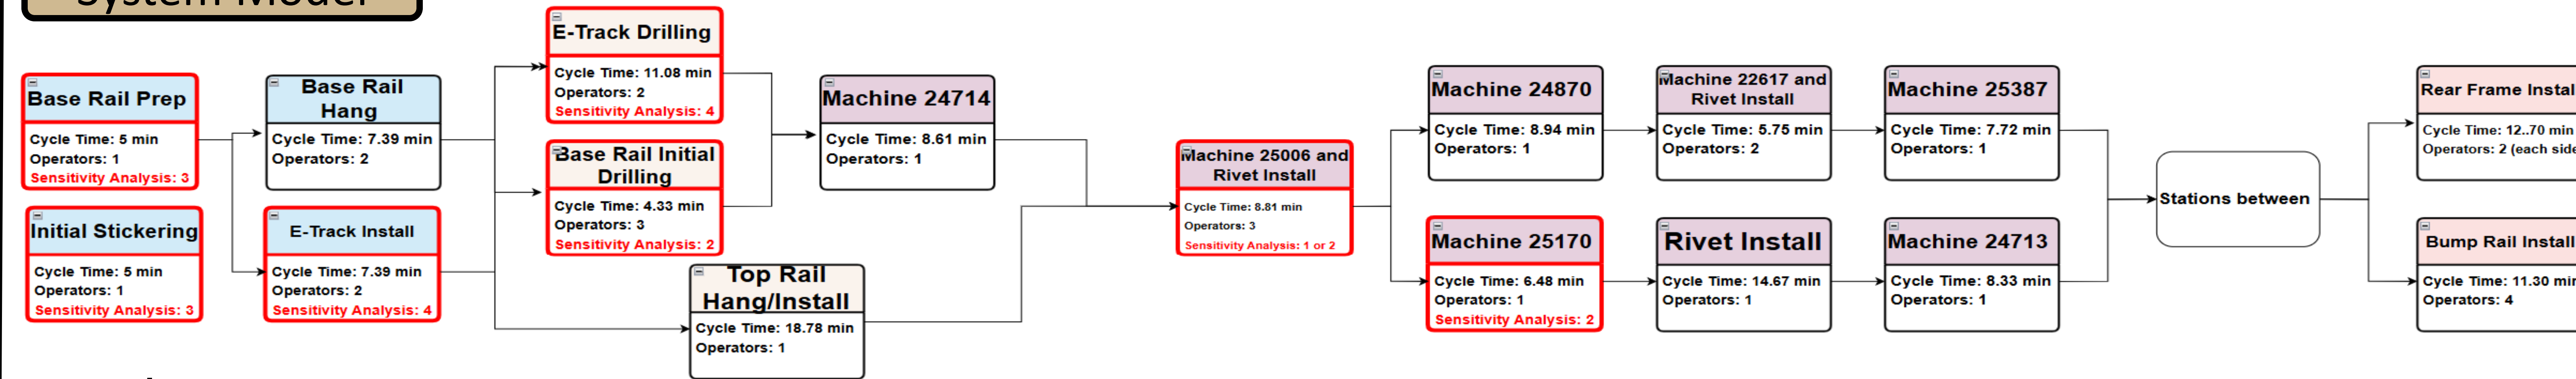 System Model
Base Rail Prep
Cycle Time: 5 min
Operators: 1
Sensitivity Analysis: 3
Initial Stickering
Cycle Time: 5 min
Operators: 1
Sensitivity Analysis: 3
Base Rail
Hang
Cycle Time: 7.39 min
Operators: 2
E-Track Install
Cycle Time: 7.39 min
Operators: 2
Sensitivity Analysis: 4
E-Track Drilling
Cycle Time: 11.08 min
Operators: 2
Sensitivity Analysis: 4
Base Rail Initial
Drilling
Cycle Time: 4.33 min
Operators: 3
Sensitivity Analysis: 2
Top Rail
Hang/Install
Cycle Time: 18.78 min
Operators: 1
Machine 24714
Cycle Time: 8.61 min
Operators: 1
Machine 25006 and
Rivet Install
Cycle Time: 8.81 min
Operators: 3
Sensitivity Analysis: 1 or 2
Machine 24870
Cycle Time: 8.94 min
Operators: 1
Machine 25170
Cycle Time: 6.48 min
Operators: 1
Sensitivity Analysis: 2
Machine 22617 and
Rivet Install
Cycle Time: 5.75 min
Operators: 2
Rivet Install
Cycle Time: 14.67 min
Operators: 1
Machine 25387
Cycle Time: 7.72 min
Operators: 1
Machine 24713
Cycle Time: 8.33 min
Operators: 1
Stations between
Rear Frame Instal
Cycle Time: 12..70 min
Operators: 2 (each side
Bump Rail Install
Cycle Time: 11.30 min
Operators: 4